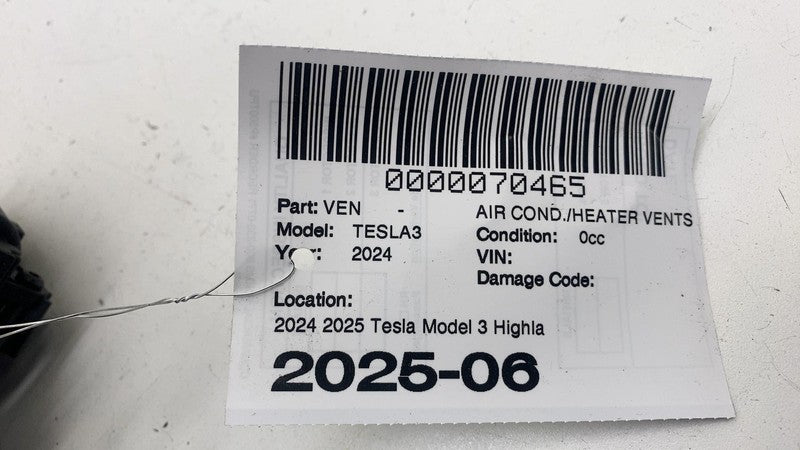 0000070465
Part: VEN - AIR COND./HEATER VENTS
Model: TESLA3 Condition: 0cc
Year: 2024 VIN:
Damage Code:
Location:
2024 2025 Tesla Model 3 Highla
2025-06